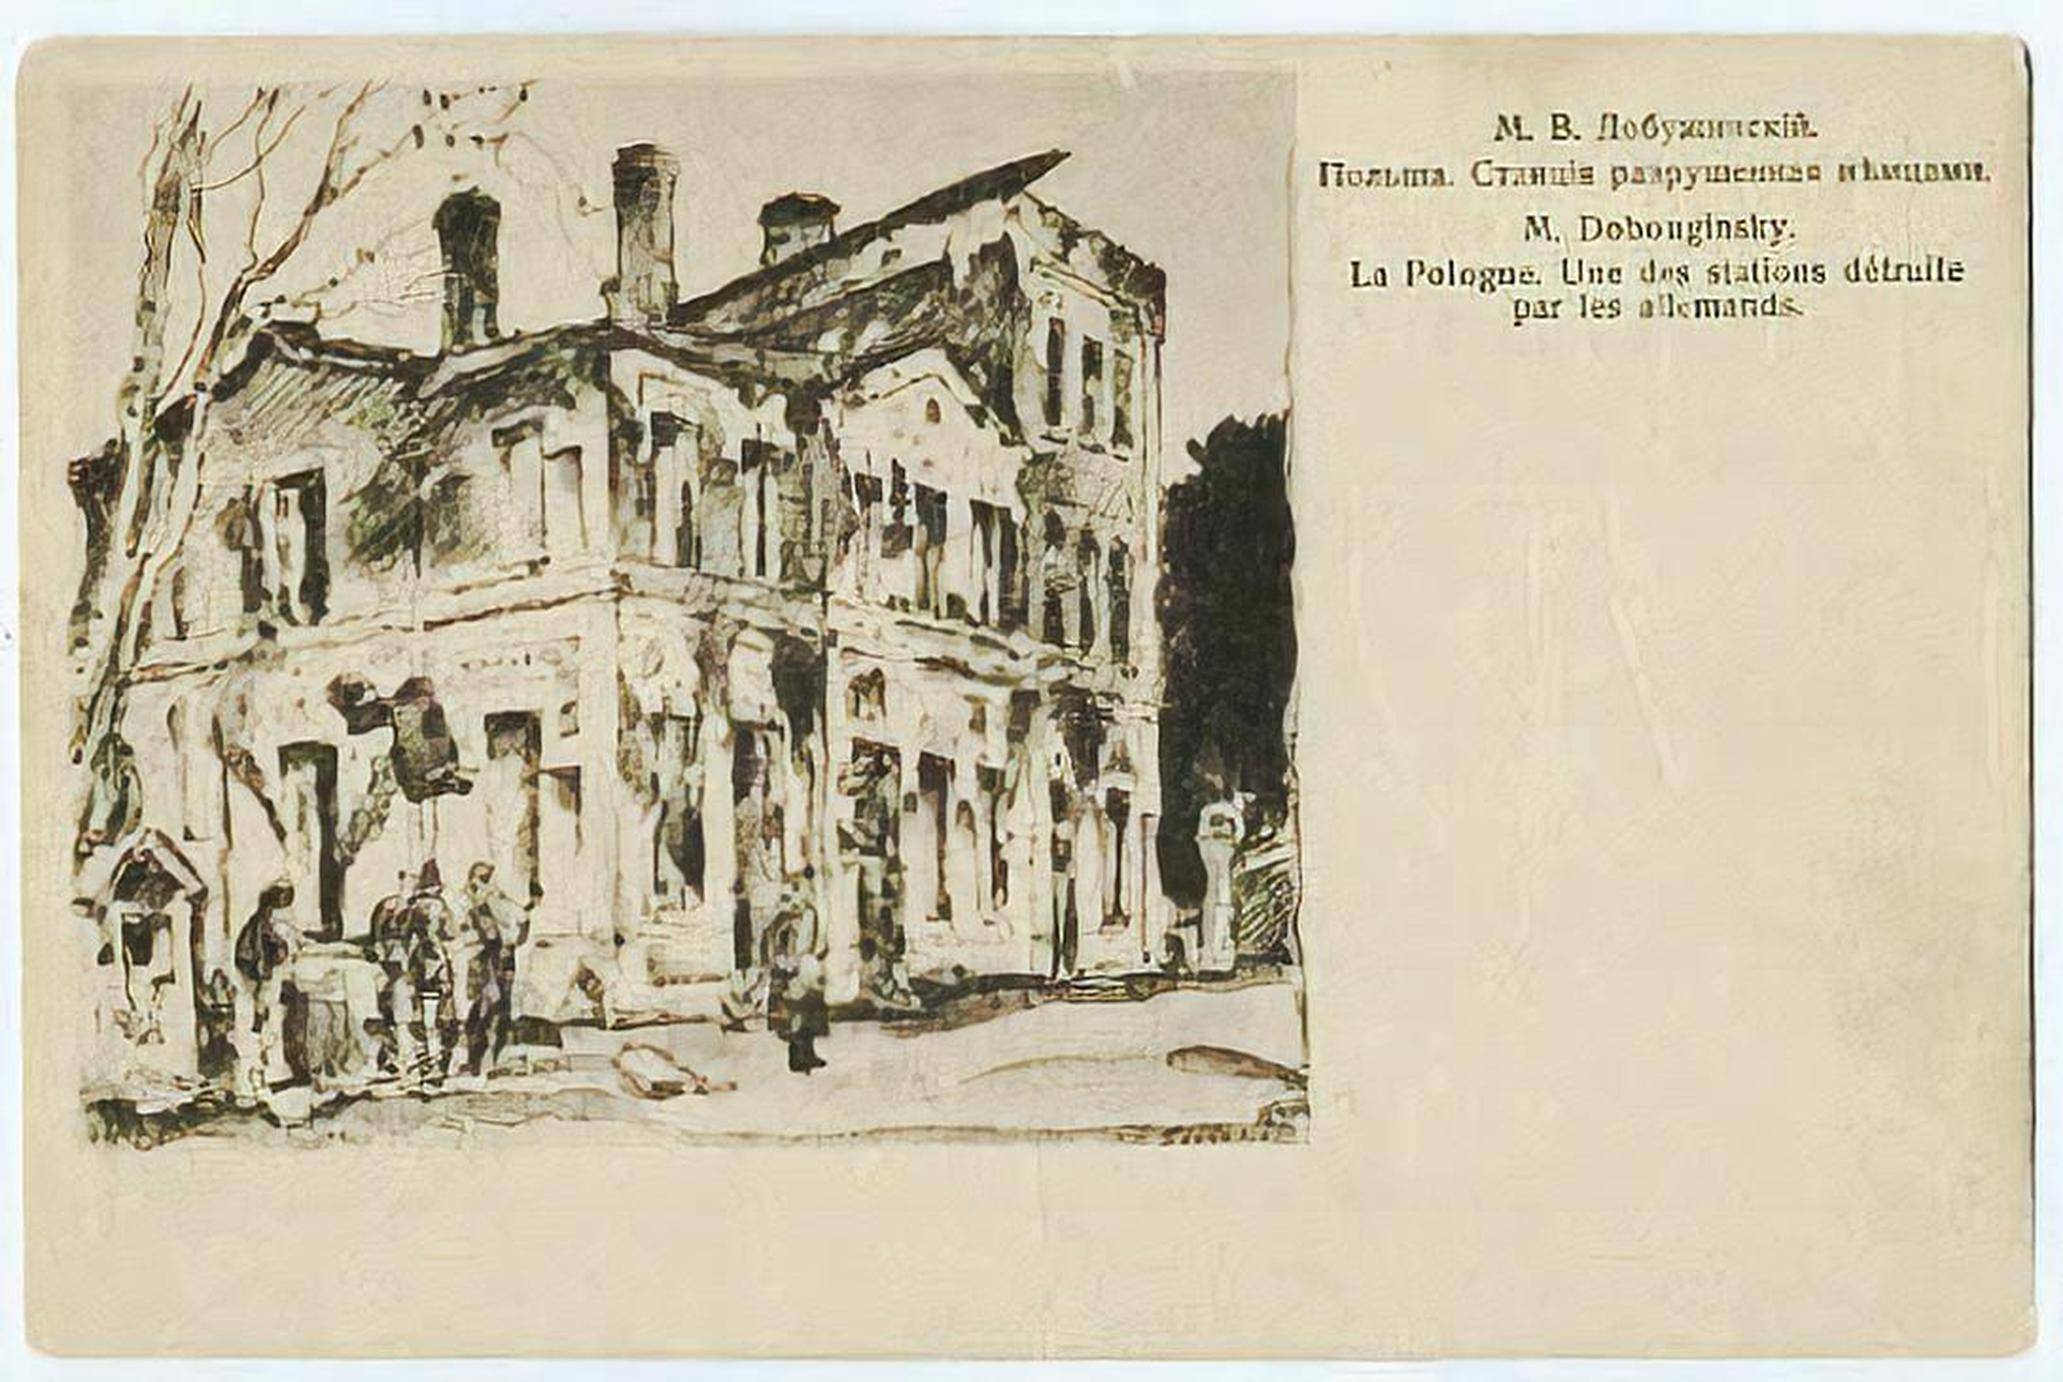 М. В. Добужинскій.
Польша. Станція разрушенная нѣмцами.
M. Dobouginsky.
La Pologne. Une des stations détruite
par les allemands.